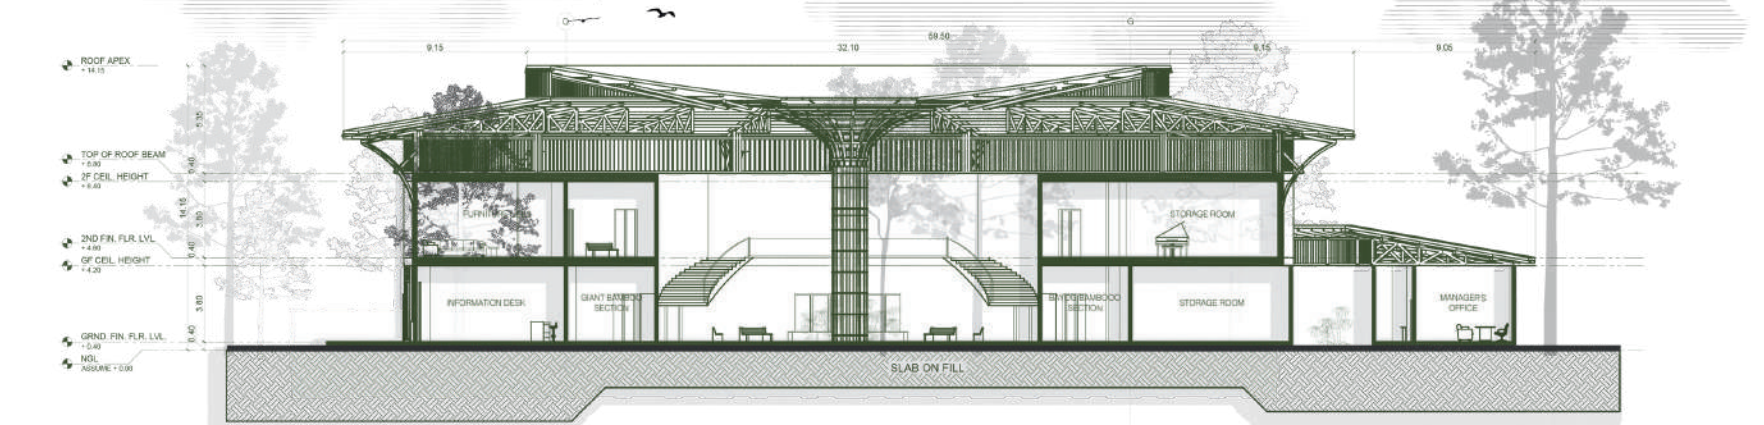 59.50
9.15
32.10
9.15
9.05
ROOF APEX
+ 14.15
5.35
TOP OF ROOF BEAM
+ 8.80
0.40
2F CEIL. HEIGHT
+ 8.40
14.15
3.80
FURNITURE
STORAGE ROOM
2ND FIN. FLR. LVL.
+ 4.60
0.40
GF CEIL. HEIGHT
+ 4.20
3.80
INFORMATION DESK
GIANT BAMBOO
SECTION
SECTION
STORAGE ROOM
MANAGER'S
OFFICE
GRND. FIN. FLR. LVL.
+ 0.40
0.40
NGL
ASSUME + 0.00
SLAB ON FILL